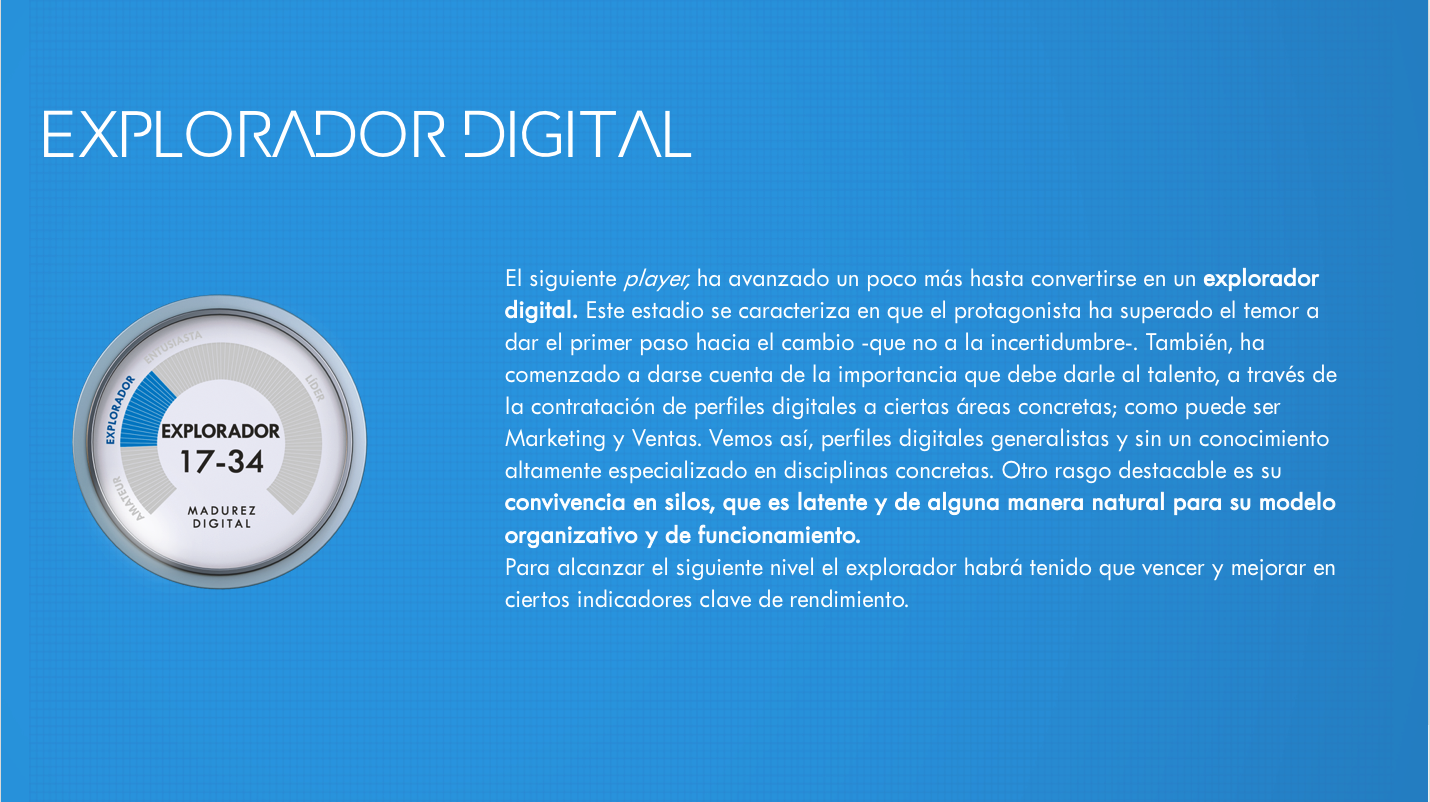 EXPLORADOR DIGITAL
El siguiente player, ha avanzado un poco más hasta convertirse en un explorador
digital. Este estadio se caracteriza en que el protagonista ha superado el temor a
dar el primer paso hacia el cambio -que no a la incertidumbre-. También, ha
comenzado a darse cuenta de la importancia que debe darle al talento, a través de
la contratación de perfiles digitales a ciertas áreas concretas; como puede ser
Marketing y Ventas. Vemos así, perfiles digitales generalistas y sin un conocimiento
altamente especializado en disciplinas concretas. Otro rasgo destacable es su
convivencia en silos, que es latente y de alguna manera natural para su modelo
organizativo y de funcionamiento.
Para alcanzar el siguiente nivel el explorador habrá tenido que vencer y mejorar en
ciertos indicadores clave de rendimiento.
AMATEUR
EXPLORADOR
ENTUSIASTA
LÍDER
EXPLORADOR
17-34
MADUREZ
DIGITAL